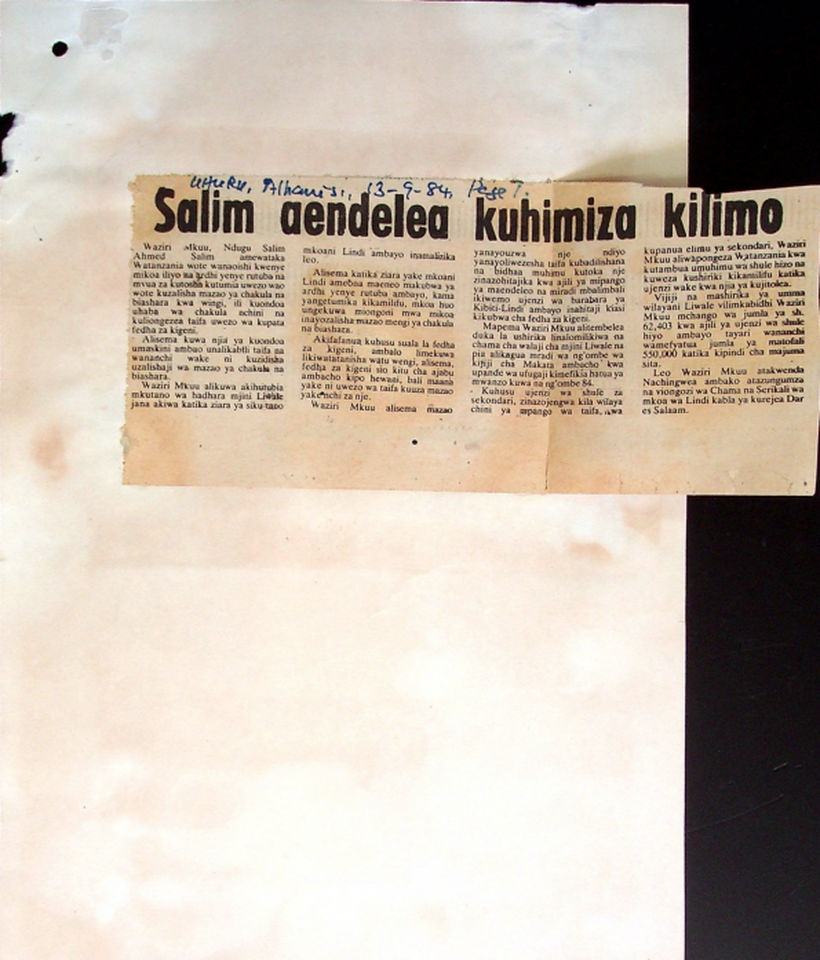 UHURU, Alhamisi, 13-9-84, Page 7.
Salim aendelea kuhimiza kilimo
Waziri Mkuu, Ndugu Salim
Ahmed Salim amewataka
Watanzania wote wanaoishi kwenye
mikoa iliyo na ardhi yenye rutuba na
mvua za kutosha kutumia uwezo wao
wote kuzalisha mazao ya chakula na
biashara kwa wingi, ili kuondoa
uhaba wa chakula nchini na
kuliongezea taifa uwezo wa kupata
fedha za kigeni.
Alisema kuwa njia ya kuondoa
umaskini ambao unalikabili taifa na
wananchi wake ni kuzidisha
uzalishaji wa mazao ya chakula na
biashara.
Waziri Mkuu alikuwa akihutubia
mkutano wa hadhara mjini Liwale
jana akiwa katika ziara ya siku tano
mkoani Lindi ambayo inamalizika
leo.
Alisema katika ziara yake mkoani
Lindi ameona maeneo makubwa ya
ardhi yenye rutuba ambayo, kama
yangetumika kikamilifu, mkoa huo
ungekuwa miongoni mwa mikoa
inayozalisha mazao mengi ya chakula
na biashara.
Akifafanua kuhusu suala la fedha
za kigeni, ambalo limekuwa
likiwatatanisha watu wengi, alisema,
fedha za kigeni sio kitu cha ajabu
ambacho kipo hewani, bali maana
yake ni uwezo wa taifa kuuza mazao
yake nchi za nje.
Waziri Mkuu alisema mazao
yanayouzwa nje ndiyo
yanayoliwezesha taifa kubadilishana
na bidhaa muhimu kutoka nje
zinazohitajika kwa ajili ya mipango
ya maendeleo na miradi mbalimbali
ikiwemo ujenzi wa barabara ya
Kibiti-Lindi ambayo inahitaji kiasi
kikubwa cha fedha za kigeni.
Mapema Waziri Mkuu alitembelea
duka la ushirika linalomilikiwa na
chama cha walaji cha mjini Liwale na
pia alikagua mradi wa ng'ombe wa
kijiji cha Makata ambacho kwa
upande wa ufugaji kimefikia hatua ya
mwanzo kuwa na ng'ombe 84.
Kuhusu ujenzi wa shule za
sekondari, zinazojengwa kila wilaya
chini ya mpango wa taifa, kwa
kupanua elimu ya sekondari, Waziri
Mkuu aliwapongeza Watanzania kwa
kutambua umuhimu wa shule hizo na
kuweza kushiriki kikamilifu katika
ujenzi wake kwa njia ya kujitolea.
Vijiji na mashirika ya umma
wilayani Liwale vilimkabidhi Waziri
Mkuu mchango wa jumla ya sh.
62,403 kwa ajili ya ujenzi wa shule
hiyo ambayo tayari wananchi
wamefyatua jumla ya matofali
550,000 katika kipindi cha majuma
sita.
Leo Waziri Mkuu atakwenda
Nachingwea ambako atazungumza
na viongozi wa Chama na Serikali wa
mkoa wa Lindi kabla ya kurejea Dar
es Salaam.